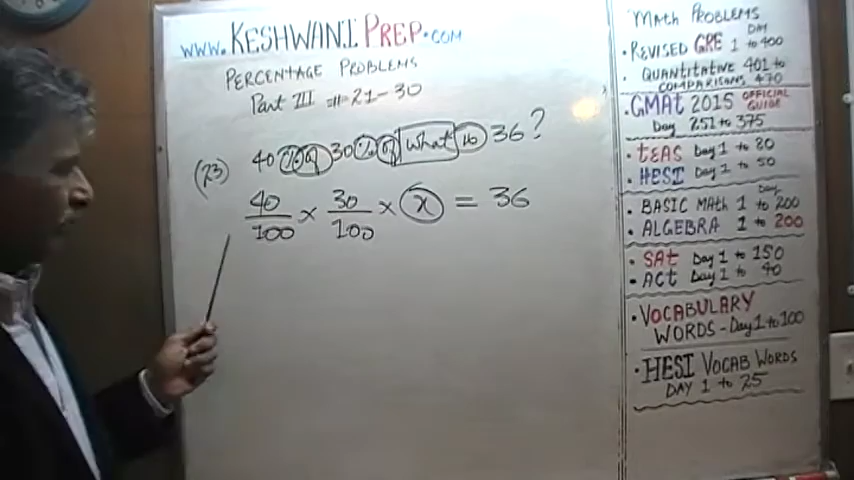 www.KESHWANI PREP.COM
PERCENTAGE PROBLEMS
Part III #21-30
(23) 40 % of 30 % of what is 36?
40/100 × 30/100 × x = 36
MATH PROBLEMS
• REVISED GRE DAY 1 to 400
• QUANTITATIVE COMPARISONS 401 to 470
• GMAT 2015 OFFICIAL GUIDE
Day 251 to 375
• TEAS Day 1 to 80
• HESI Day 1 to 50
• BASIC MATH Day 1 to 200
• ALGEBRA 1 to 200
• SAT Day 1 to 150
• ACT Day 1 to 40
• VOCABULARY
WORDS - Day 1 to 100
• HESI VOCAB WORDS
DAY 1 to 25